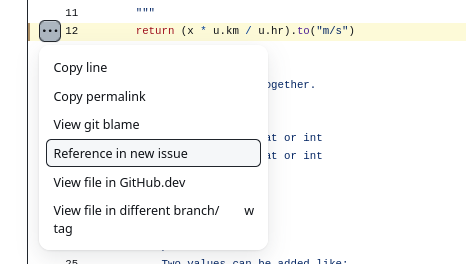 11 """
12 return (x * u.km / u.hr).to("m/s")
Copy line
ogether.
Copy permalink
View git blame
at or int
Reference in new issue
at or int
View file in GitHub.dev
View file in different branch/ w
tag
25 Two values can be added like: